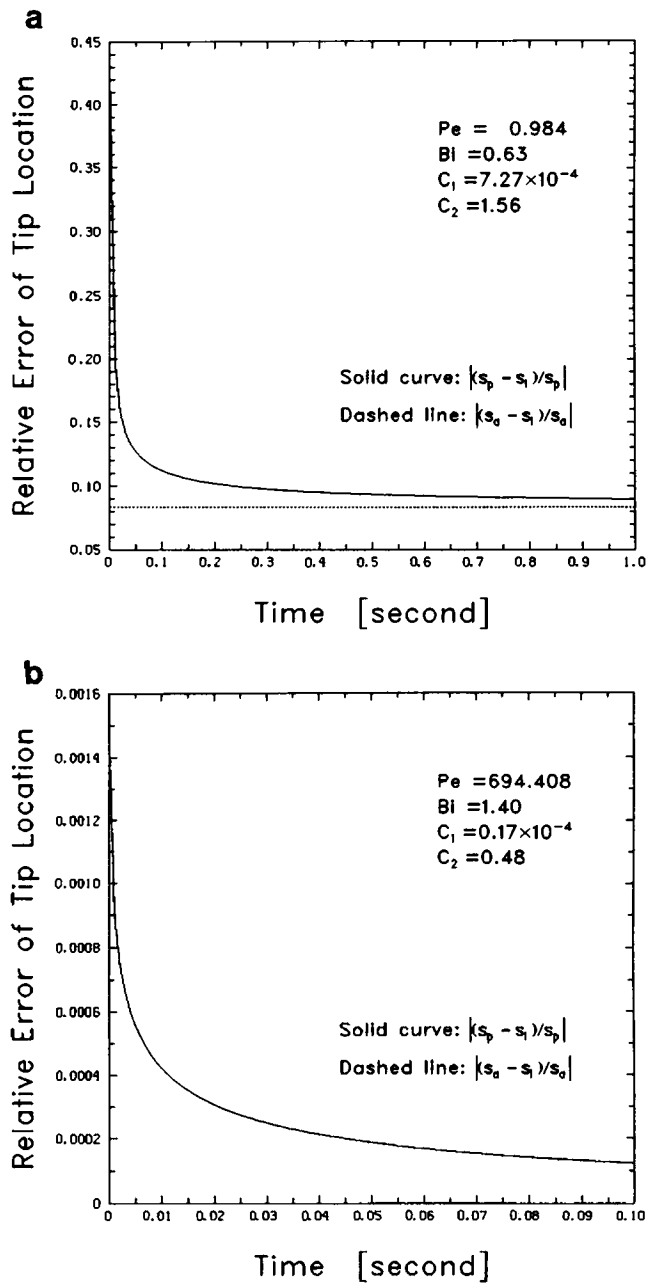 a
Relative Error of Tip Location
0.45
0.40
0.35
0.30
0.25
0.20
0.15
0.10
0.05
Pe = 0.984
Bi =0.63
C₁ =7.27×10⁻⁴
C₂ =1.56
Solid curve: |(sₚ − s₁)/sₚ|
Dashed line: |(sₐ − s₁)/sₐ|
0 0.1 0.2 0.3 0.4 0.5 0.6 0.7 0.8 0.9 1.0
Time [second]
b
Relative Error of Tip Location
0.0016
0.0014
0.0012
0.0010
0.0008
0.0006
0.0004
0.0002
0
Pe =694.408
Bi =1.40
C₁ =0.17×10⁻⁴
C₂ =0.48
Solid curve: |(sₚ − s₁)/sₚ|
Dashed line: |(sₐ − s₁)/sₐ|
0 0.01 0.02 0.03 0.04 0.05 0.06 0.07 0.08 0.09 0.10
Time [second]